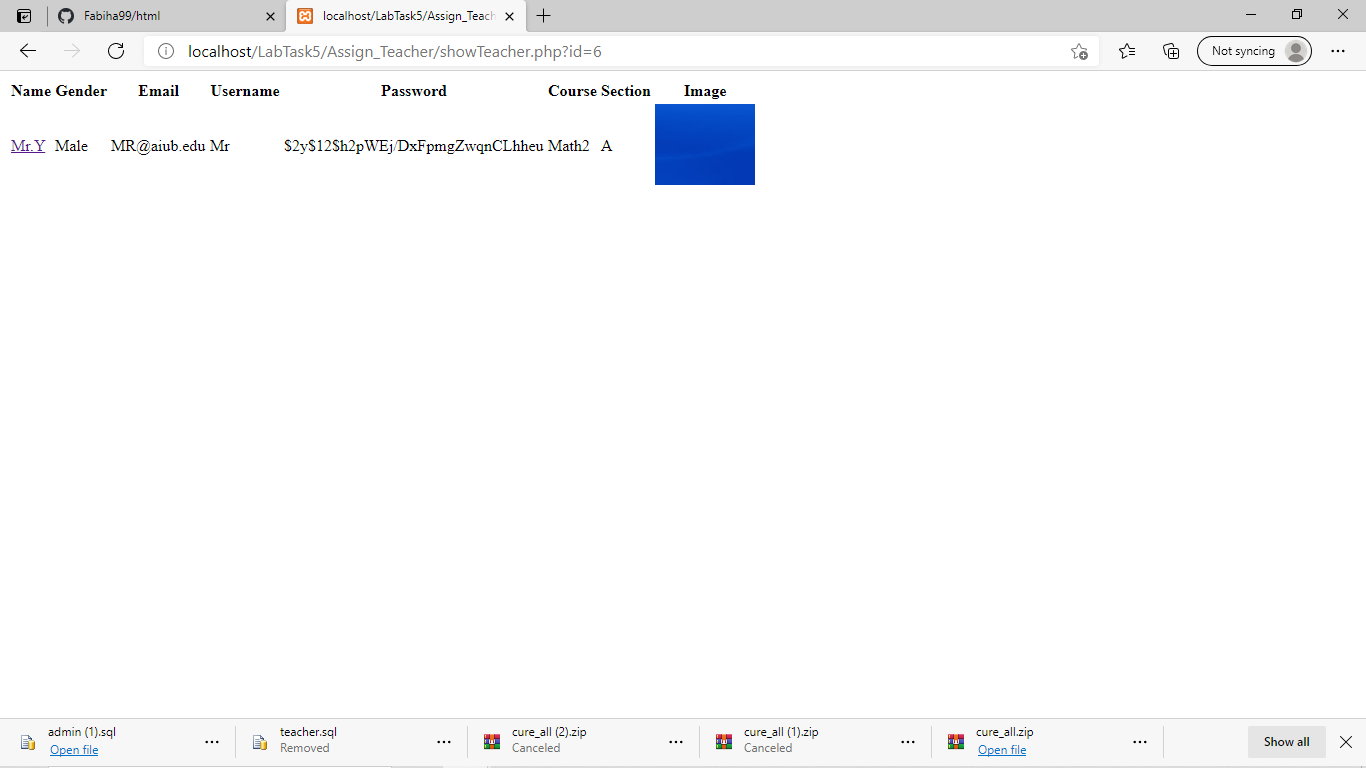 Fabiha99/html
localhost/LabTask5/Assign_Teach
localhost/LabTask5/Assign_Teacher/showTeacher.php?id=6
Not syncing
Name Gender Email Username Password Course Section Image
Mr.Y Male MR@aiub.edu Mr $2y$12$h2pWEj/DxFpmgZwqnCLhheu Math2 A
admin (1).sql teacher.sql cure_all (2).zip cure_all (1).zip cure_all.zip
Open file Removed Canceled Canceled Open file
Show all